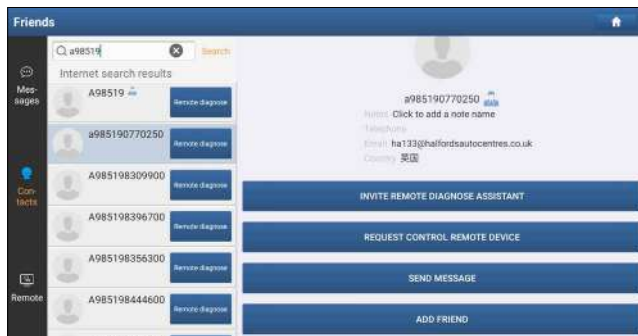 Friends
a98519
Search
Internet search results
Mes-
sages
Con-
tacts
Remote
A98519
Remote diagnose
a985190770250
Remote diagnose
A985198309900
Remote diagnose
A985198396700
Remote diagnose
A985198356300
Remote diagnose
A985198444600
Remote diagnose
a985190770250
Notes Click to add a note name
Telephone
Email ha133@halfordsautocentres.co.uk
Country 英国
INVITE REMOTE DIAGNOSE ASSISTANT
REQUEST CONTROL REMOTE DEVICE
SEND MESSAGE
ADD FRIEND